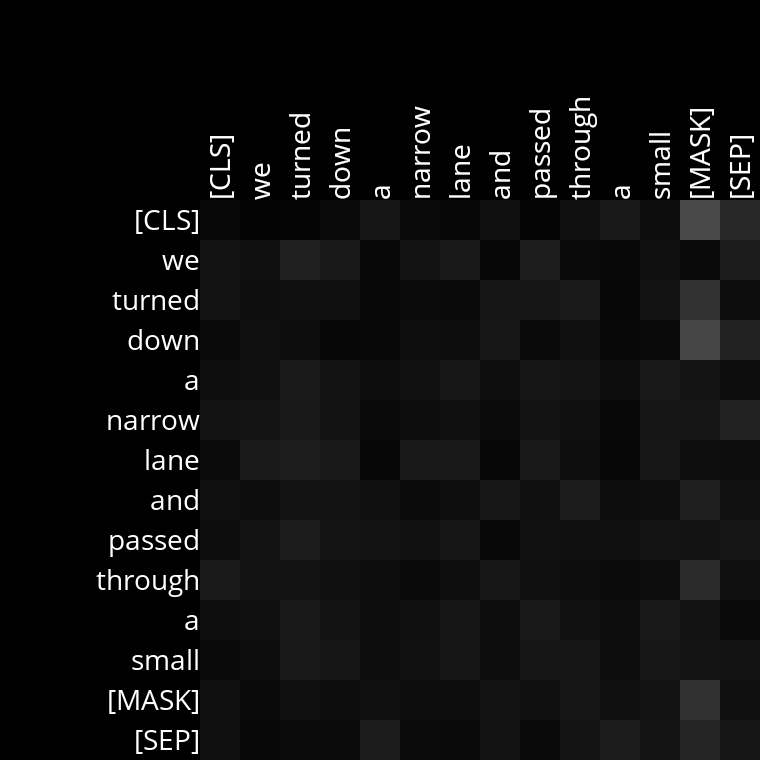 [CLS] we turned down a narrow lane and passed through a small [MASK] [SEP]
[CLS]
we
turned
down
a
narrow
lane
and
passed
through
a
small
[MASK]
[SEP]